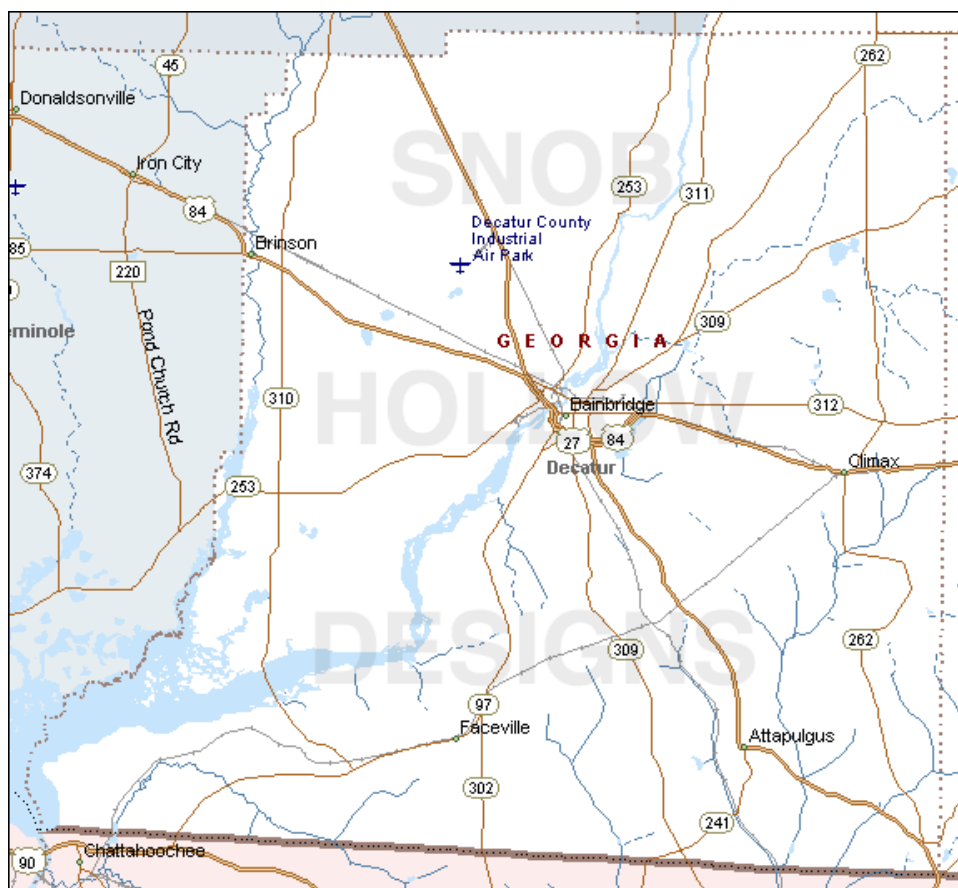 262
45
Donaldsonville
SNOB
Iron City
253
311
84
Decatur County
Industrial
Air Park
Brinson
85
220
309
GEORGIA
eminole
Pond Church Rd
HOLLOW
310
Bainbridge
312
27
84
Decatur
Climax
374
253
DESIGNS
309
262
97
Faceville
Attapulgus
302
241
90
Chattahoochee